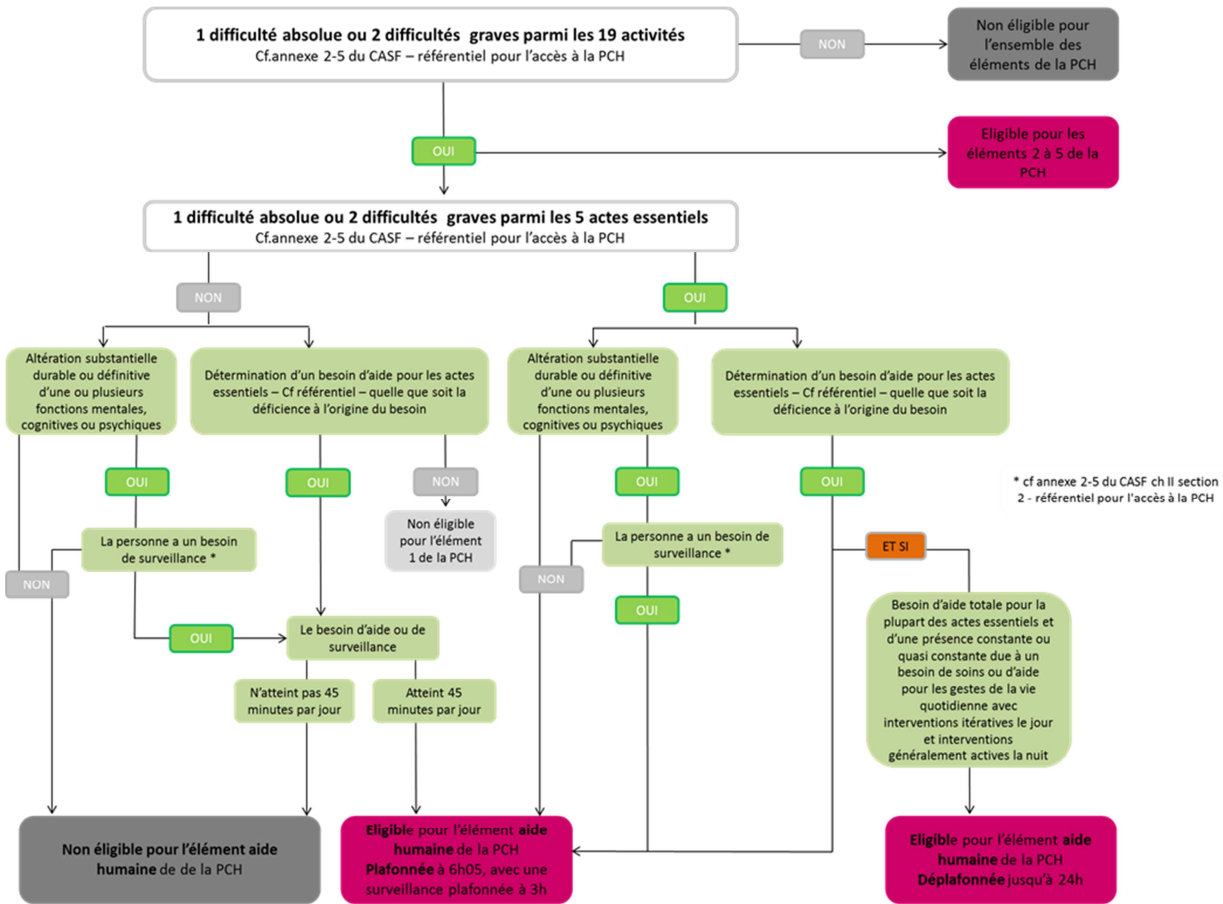 1 difficulté absolue ou 2 difficultés graves parmi les 19 activités
Cf.annexe 2-5 du CASF – référentiel pour l'accès à la PCH
NON
Non éligible pour
l'ensemble des
éléments de la PCH
OUI
Eligible pour les
éléments 2 à 5 de la
PCH
1 difficulté absolue ou 2 difficultés graves parmi les 5 actes essentiels
Cf.annexe 2-5 du CASF – référentiel pour l'accès à la PCH
NON
OUI
Altération substantielle
durable ou définitive
d'une ou plusieurs
fonctions mentales,
cognitives ou psychiques
Détermination d'un besoin d'aide pour les actes
essentiels – Cf référentiel – quelle que soit la
déficience à l'origine du besoin
Altération substantielle
durable ou définitive
d'une ou plusieurs
fonctions mentales,
cognitives ou psychiques
Détermination d'un besoin d'aide pour les actes
essentiels – Cf référentiel – quelle que soit la
déficience à l'origine du besoin
OUI
OUI
NON
OUI
OUI
* cf annexe 2-5 du CASF ch II section
2 - référentiel pour l'accès à la PCH
Non éligible
pour l'élément
1 de la PCH
La personne a un besoin
de surveillance *
La personne a un besoin de
surveillance *
ET SI
NON
NON
OUI
Besoin d'aide totale pour la
plupart des actes essentiels et
d'une présence constante ou
quasi constante due à un
besoin de soins ou d'aide
pour les gestes de la vie
quotidienne avec
interventions itératives le jour
et interventions
généralement actives la nuit
OUI
Le besoin d'aide ou de
surveillance
N'atteint pas 45
minutes par jour
Atteint 45
minutes par jour
Non éligible pour l'élément aide
humaine de de la PCH
Eligible pour l'élément aide
humaine de la PCH
Plafonnée à 6h05, avec une
surveillance plafonnée à 3h
Eligible pour l'élément aide
humaine de la PCH
Déplafonnée jusqu'à 24h